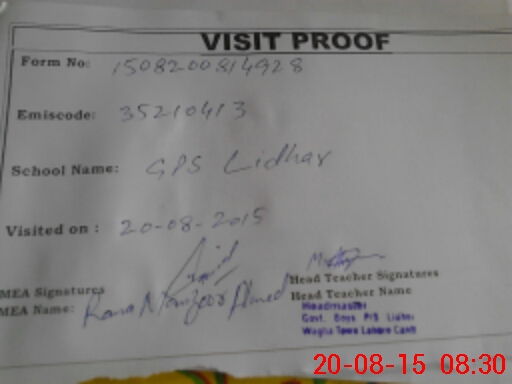 VISIT PROOF
Form No: 1508200814928
Emiscode: 35210413
School Name: GPS Lidhar
Visited on : 20-08-2015
MEA Signatures
Head Teacher Signatures
MEA Name: Rana Manzoor Ahmed
Head Teacher Name
Headmaster
Govt. Boys P/S Lidhar
Wagha Town Lahore Cantt
20-08-15 08:30